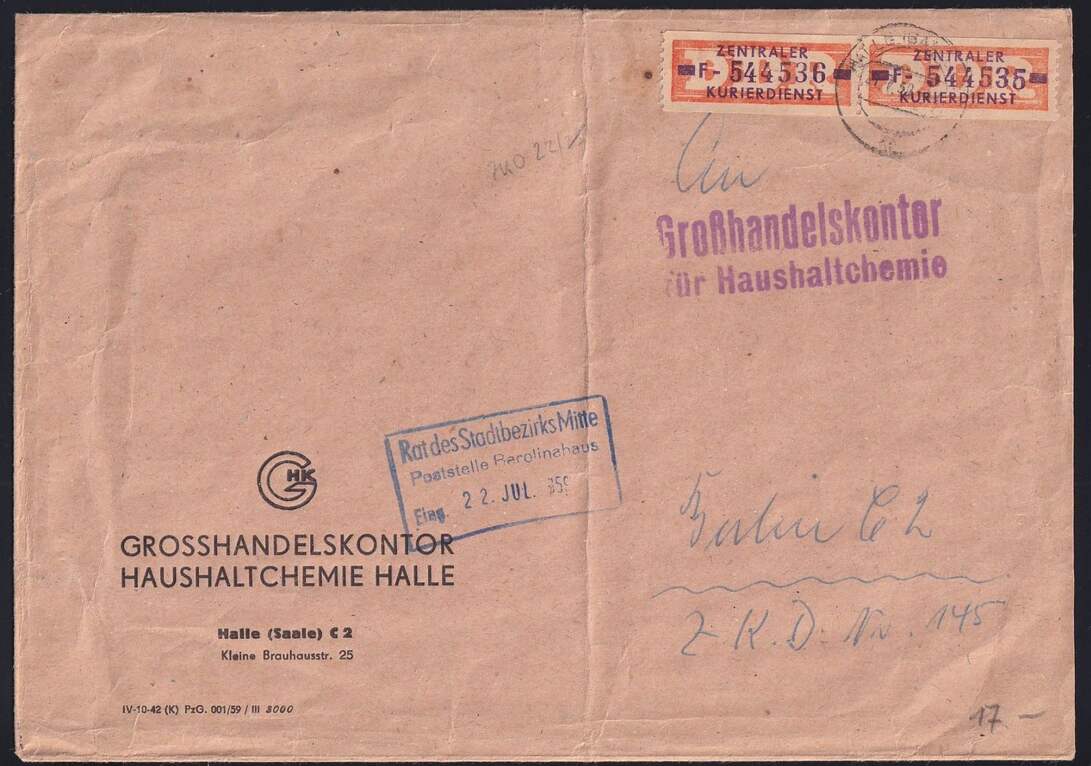 ZENTRALER
F- 544536
KURIERDIENST
ZENTRALER
F- 544535
KURIERDIENST
An
Großhandelskontor
für Haushaltchemie
Rat des Stadtbezirks Mitte
Poststelle Berolinahaus
Eing. 22. JUL. 1959
GHK
GROSSHANDELSKONTOR
HAUSHALTCHEMIE HALLE
Halle (Saale) C 2
Kleine Brauhausstr. 25
IV-10-42 (K) PzG. 001/59 / III 3000
Berlin C 2
Z. K. D. Nr. 145
17 –